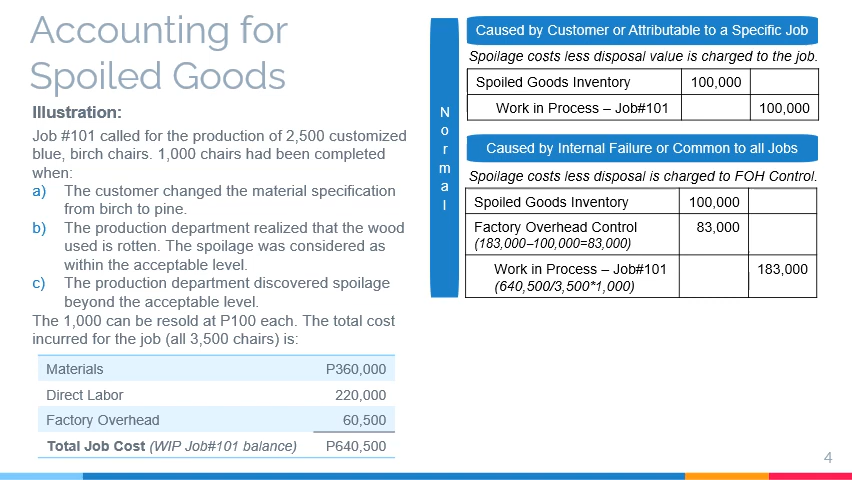 Accounting for
Spoiled Goods
Illustration:
Job #101 called for the production of 2,500 customized
blue, birch chairs. 1,000 chairs had been completed
when:
a) The customer changed the material specification
from birch to pine.
b) The production department realized that the wood
used is rotten. The spoilage was considered as
within the acceptable level.
c) The production department discovered spoilage
beyond the acceptable level.
The 1,000 can be resold at P100 each. The total cost
incurred for the job (all 3,500 chairs) is:
Materials P360,000
Direct Labor 220,000
Factory Overhead 60,500
Total Job Cost (WIP Job#101 balance) P640,500
Normal
Caused by Customer or Attributable to a Specific Job
Spoilage costs less disposal value is charged to the job.
Spoiled Goods Inventory 100,000
Work in Process – Job#101 100,000
Caused by Internal Failure or Common to all Jobs
Spoilage costs less disposal is charged to FOH Control.
Spoiled Goods Inventory 100,000
Factory Overhead Control 83,000
(183,000–100,000=83,000)
Work in Process – Job#101 183,000
(640,500/3,500*1,000)
4